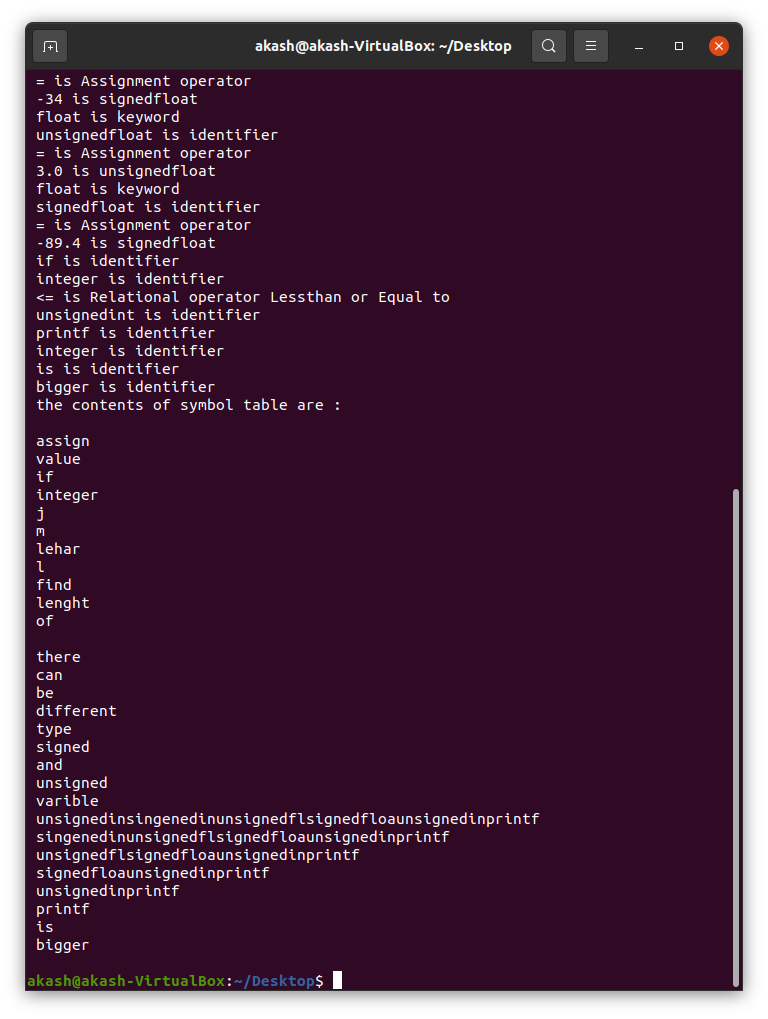 akash@akash-VirtualBox: ~/Desktop
= is Assignment operator
-34 is signedfloat
float is keyword
unsignedfloat is identifier
= is Assignment operator
3.0 is unsignedfloat
float is keyword
signedfloat is identifier
= is Assignment operator
-89.4 is signedfloat
if is identifier
integer is identifier
<= is Relational operator Lessthan or Equal to
unsignedint is identifier
printf is identifier
integer is identifier
is is identifier
bigger is identifier
the contents of symbol table are :
assign
value
if
integer
j
m
lehar
l
find
lenght
of
there
can
be
different
type
signed
and
unsigned
varible
unsignedinsingenedinunsignedflsignedfloaunsignedinprintf
singenedinunsignedflsignedfloaunsignedinprintf
unsignedflsignedfloaunsignedinprintf
signedfloaunsignedinprintf
unsignedinprintf
printf
is
bigger
akash@akash-VirtualBox:~/Desktop$